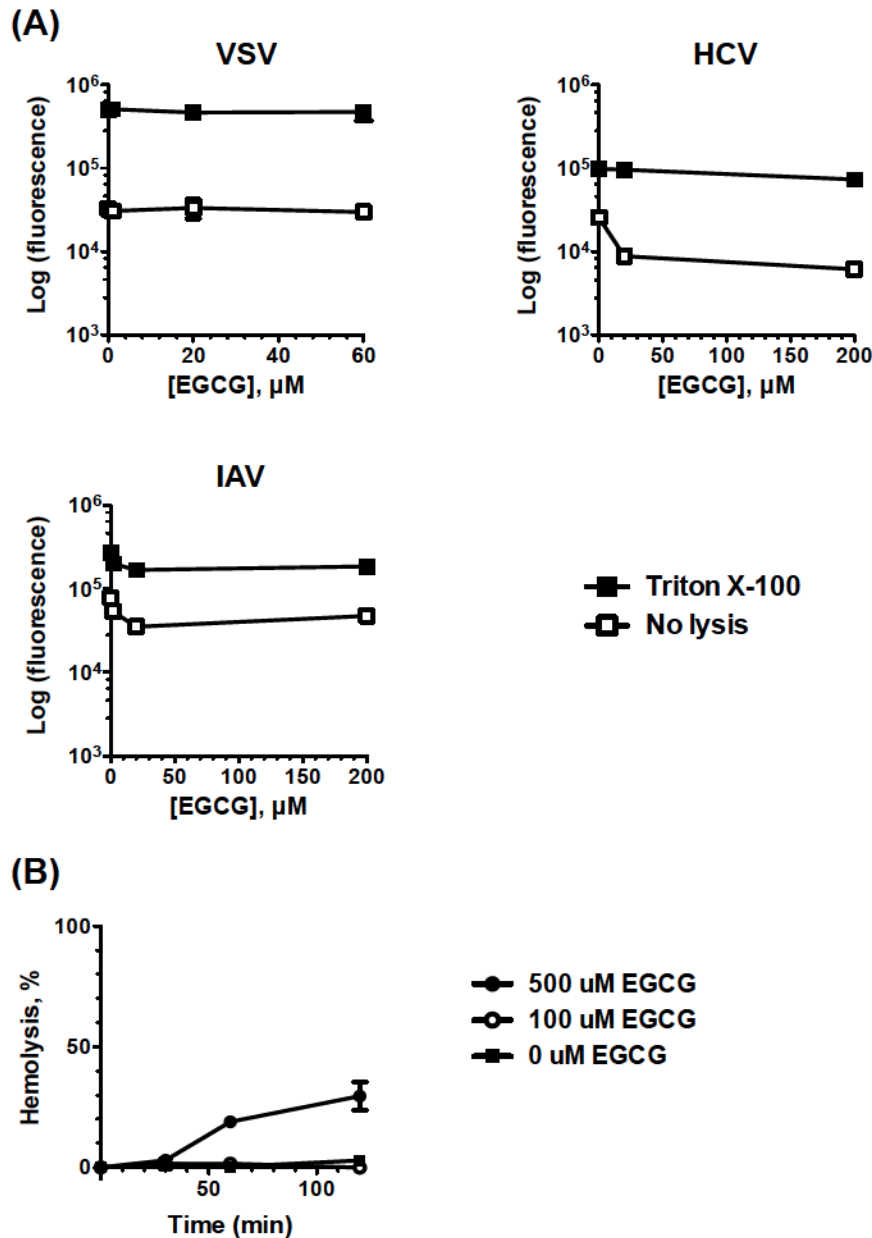 (A)
VSV
Log (fluorescence)
10⁶
10⁵
10⁴
10³
0 20 40 60
[EGCG], µM
HCV
Log (fluorescence)
10⁶
10⁵
10⁴
10³
0 50 100 150 200
[EGCG], µM
IAV
Log (fluorescence)
10⁶
10⁵
10⁴
10³
0 50 100 150 200
[EGCG], µM
Triton X-100
No lysis
(B)
Hemolysis, %
100
50
0
50 100
Time (min)
500 uM EGCG
100 uM EGCG
0 uM EGCG